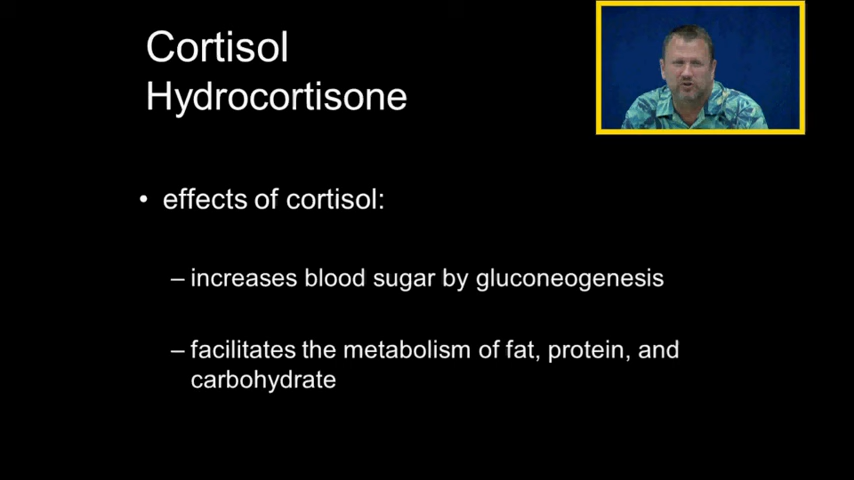 Cortisol
Hydrocortisone
• effects of cortisol:
– increases blood sugar by gluconeogenesis
– facilitates the metabolism of fat, protein, and
carbohydrate